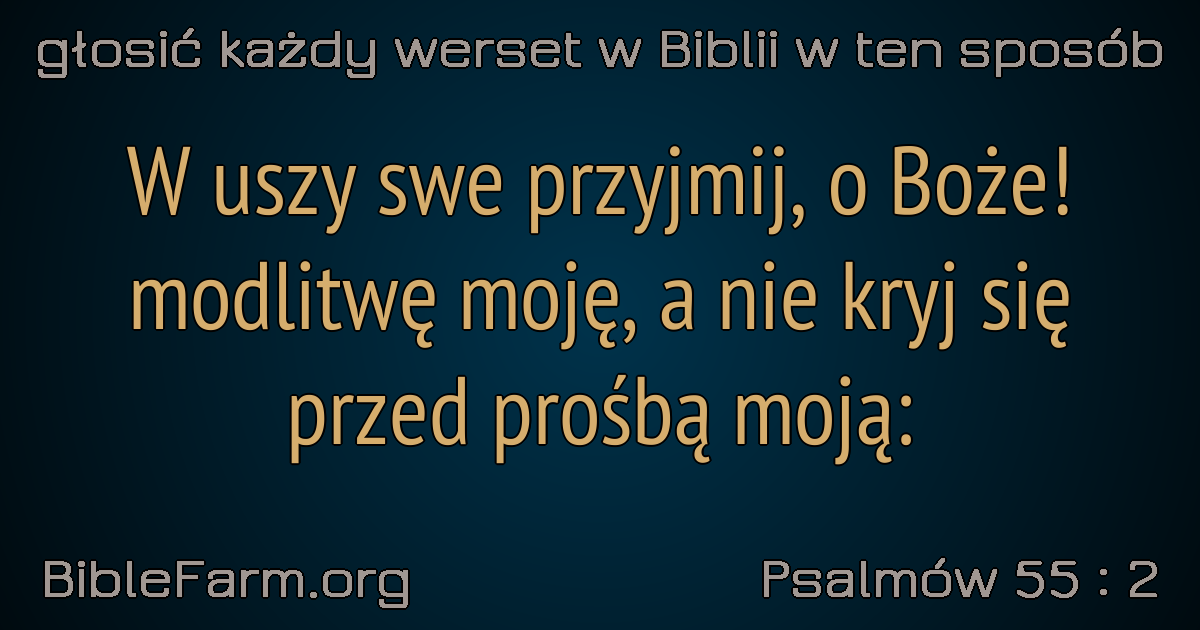 głosić każdy werset w Biblii w ten sposób
W uszy swe przyjmij, o Boże!
modlitwę moję, a nie kryj się
przed prośbą moją:
BibleFarm.org
Psalmów 55 : 2